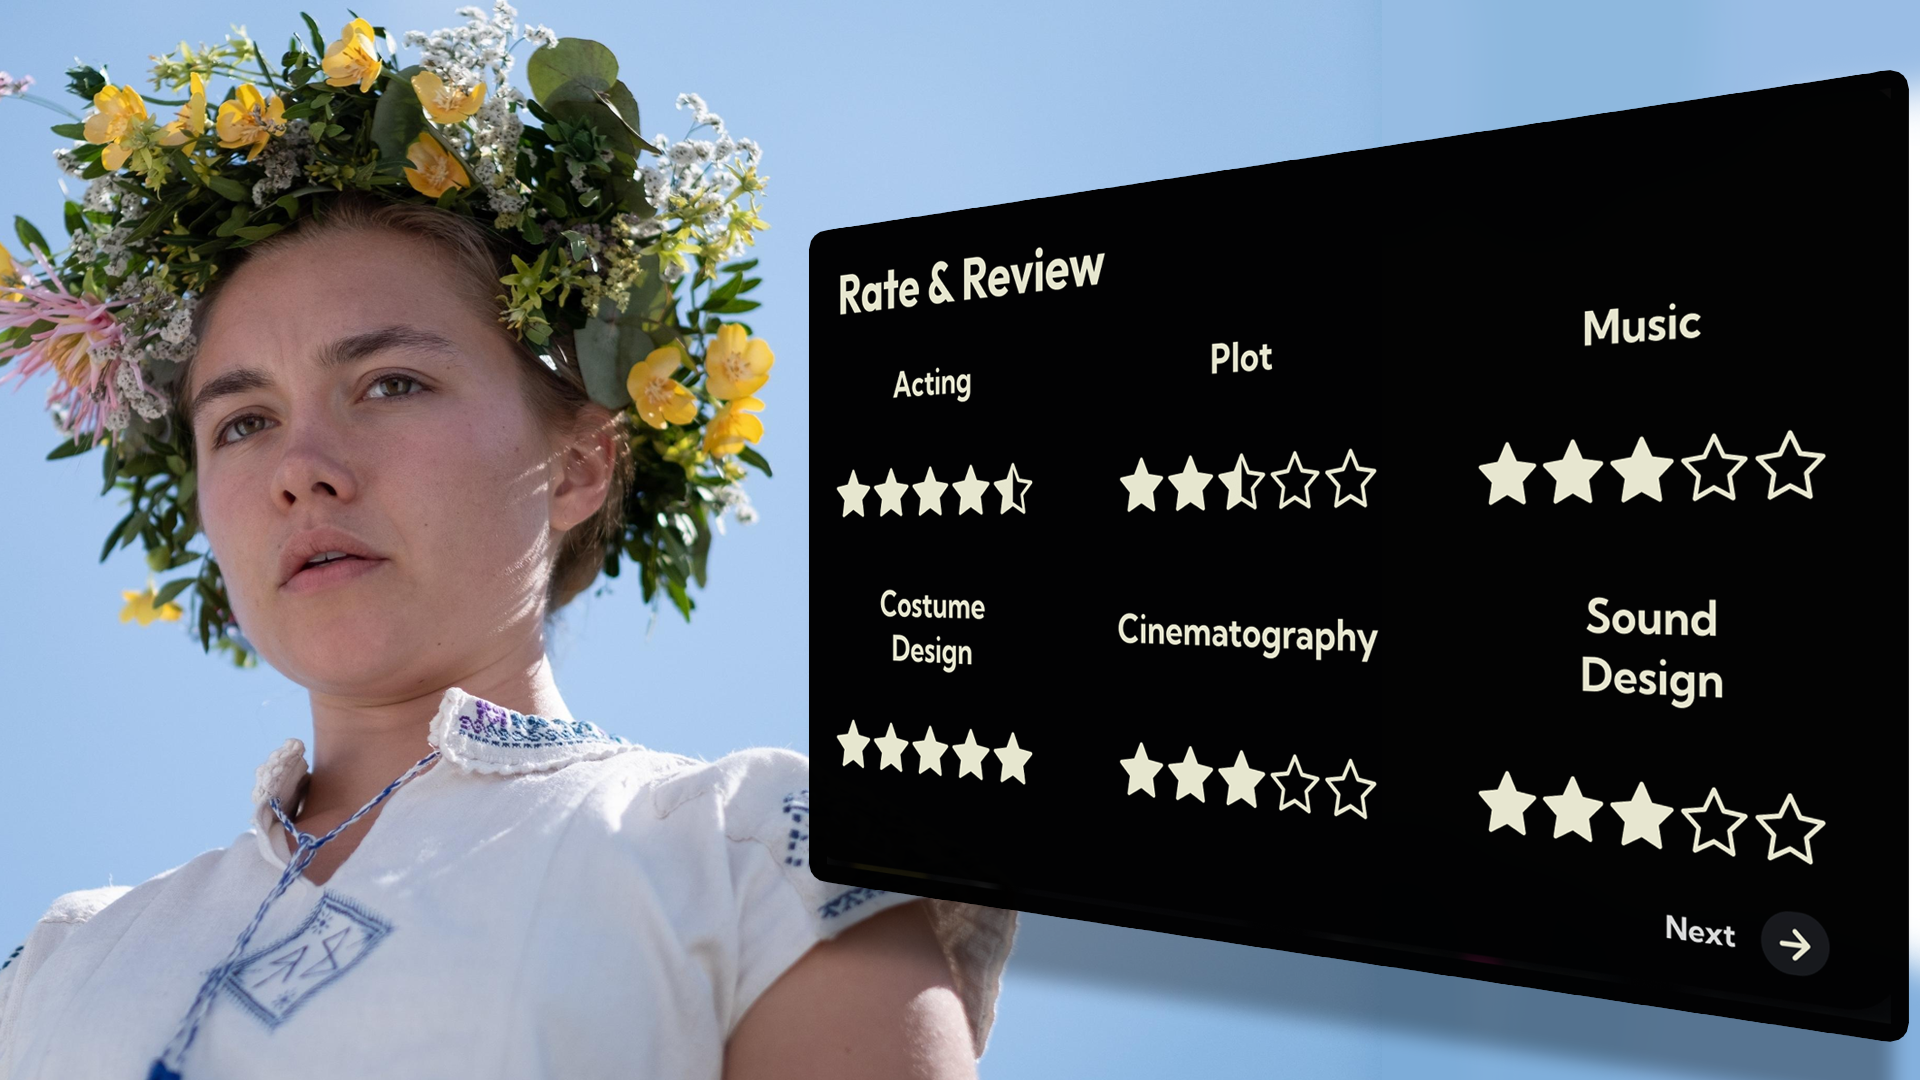 Rate & Review
Acting
Plot
Music
Costume
Design
Cinematography
Sound
Design
Next